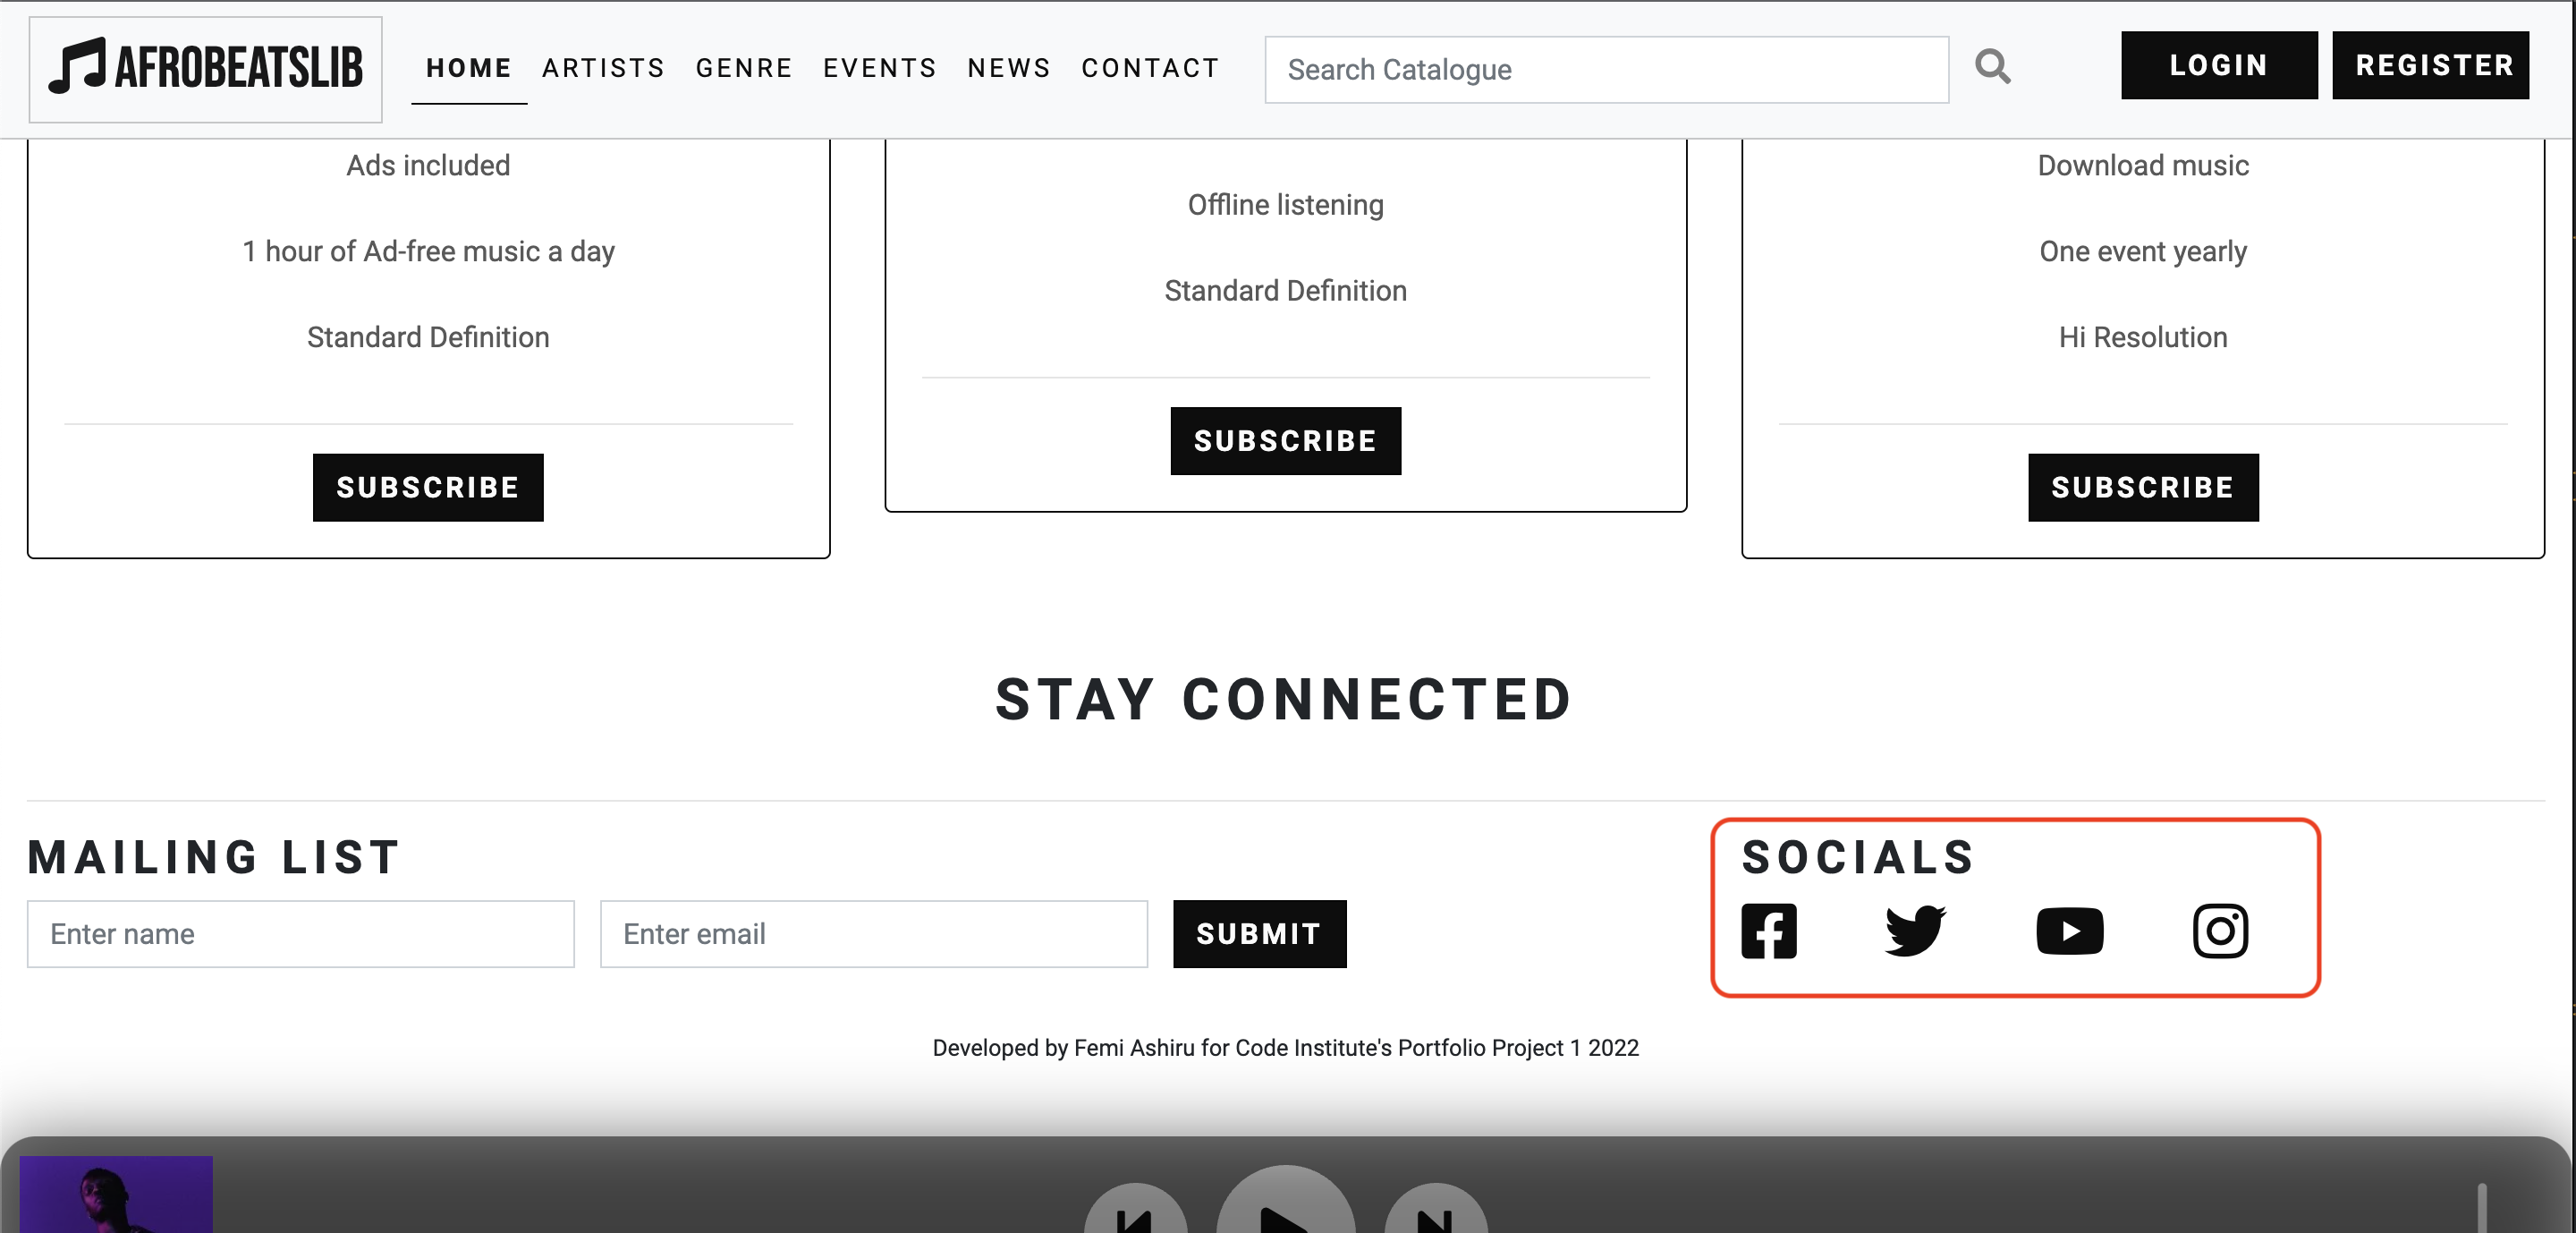 AFROBEATSLIB
HOME ARTISTS GENRE EVENTS NEWS CONTACT
Search Catalogue
LOGIN REGISTER
Ads included
1 hour of Ad-free music a day
Standard Definition
SUBSCRIBE
Offline listening
Standard Definition
SUBSCRIBE
Download music
One event yearly
Hi Resolution
SUBSCRIBE
STAY CONNECTED
MAILING LIST
Enter name
Enter email
SUBMIT
SOCIALS
Developed by Femi Ashiru for Code Institute's Portfolio Project 1 2022